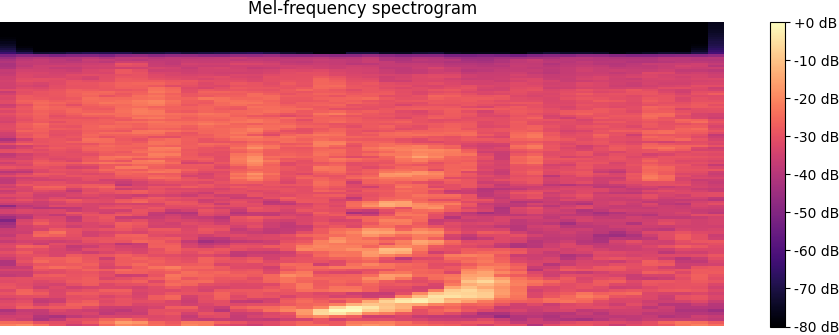 Mel-frequency spectrogram
+0 dB
-10 dB
-20 dB
-30 dB
-40 dB
-50 dB
-60 dB
-70 dB
-80 dB